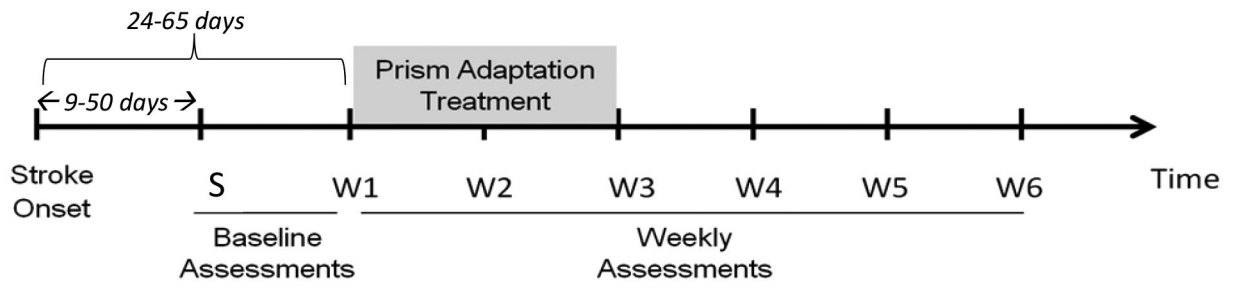 24-65 days
9-50 days
Prism Adaptation
Treatment
Stroke
Onset
S
W1
W2
W3
W4
W5
W6
Time
Baseline
Assessments
Weekly
Assessments